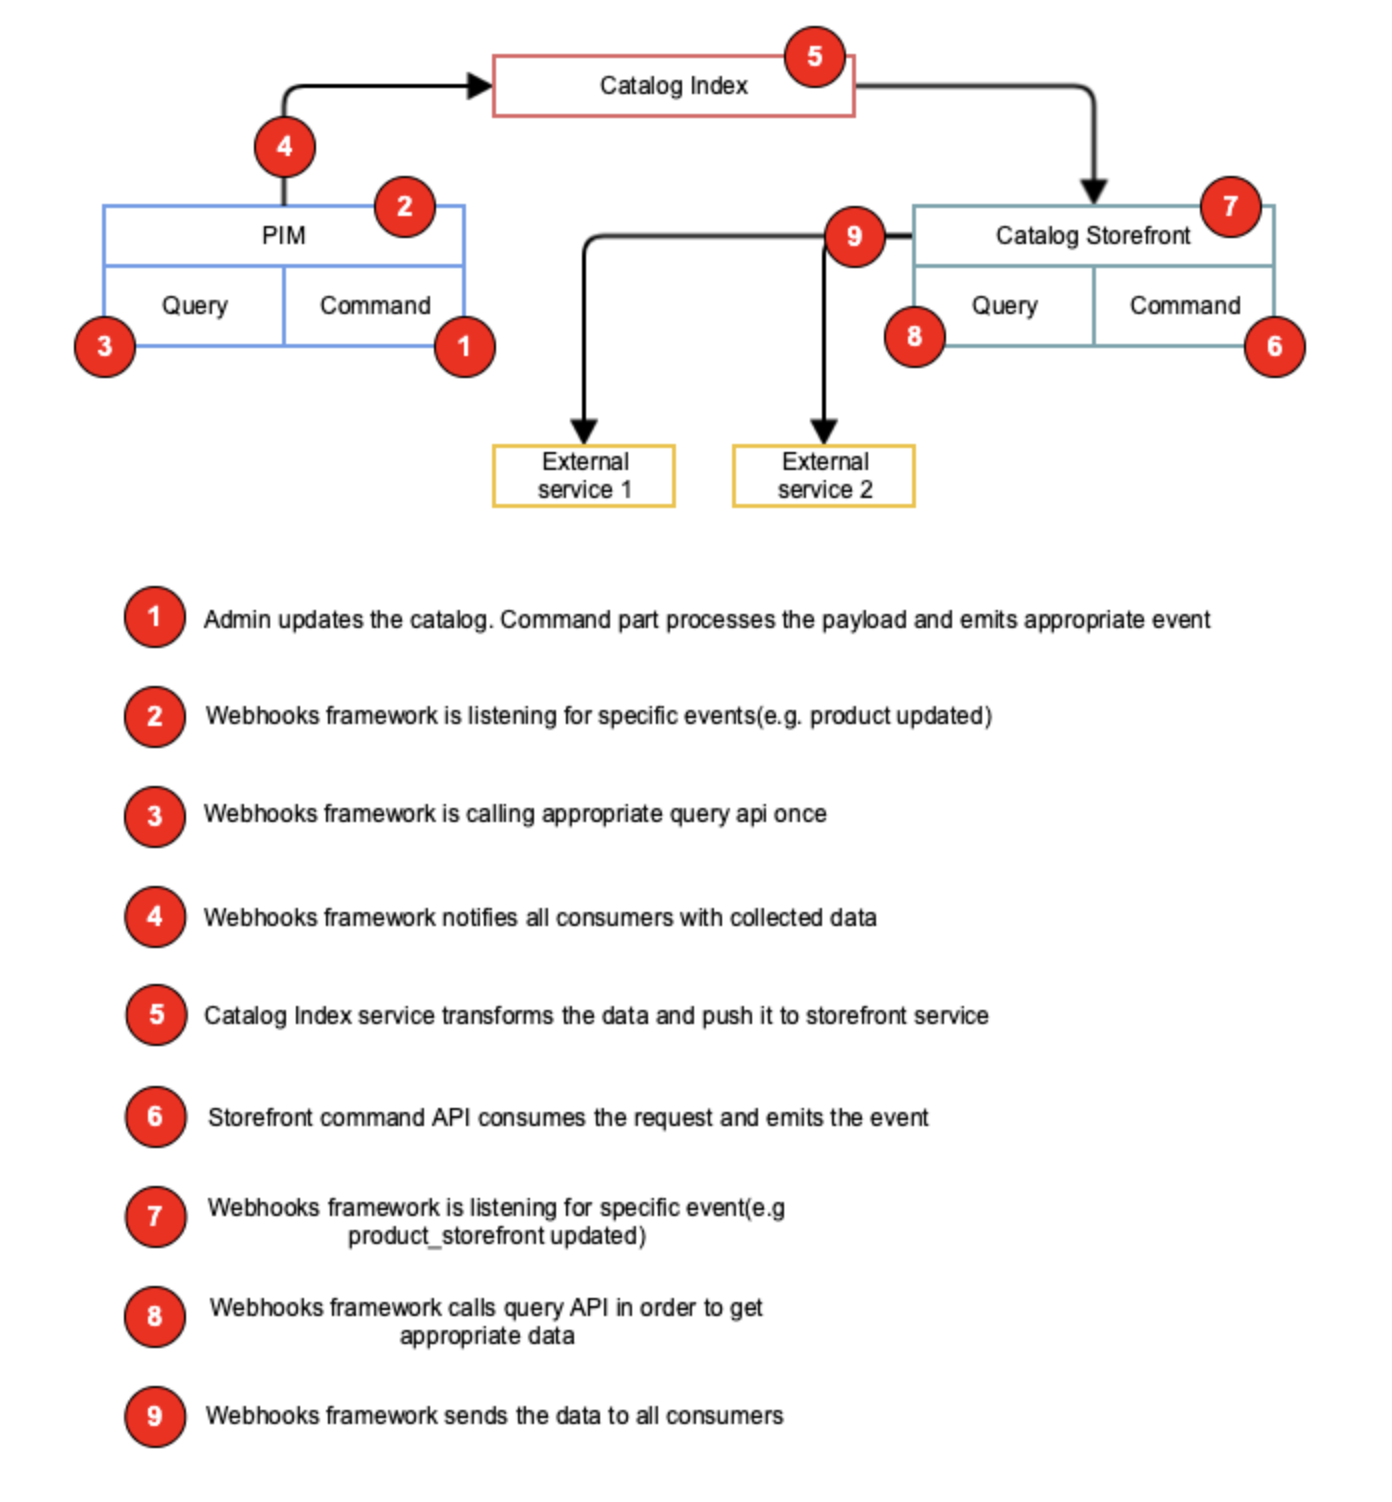 5
Catalog Index
4
2
7
PIM
9
Catalog Storefront
Query
Command
Query
Command
3
1
8
6
External
service 1
External
service 2
1
Admin updates the catalog. Command part processes the payload and emits appropriate event
2
Webhooks framework is listening for specific events(e.g. product updated)
3
Webhooks framework is calling appropriate query api once
4
Webhooks framework notifies all consumers with collected data
5
Catalog Index service transforms the data and push it to storefront service
6
Storefront command API consumes the request and emits the event
7
Webhooks framework is listening for specific event(e.g
product_storefront updated)
8
Webhooks framework calls query API in order to get
appropriate data
9
Webhooks framework sends the data to all consumers